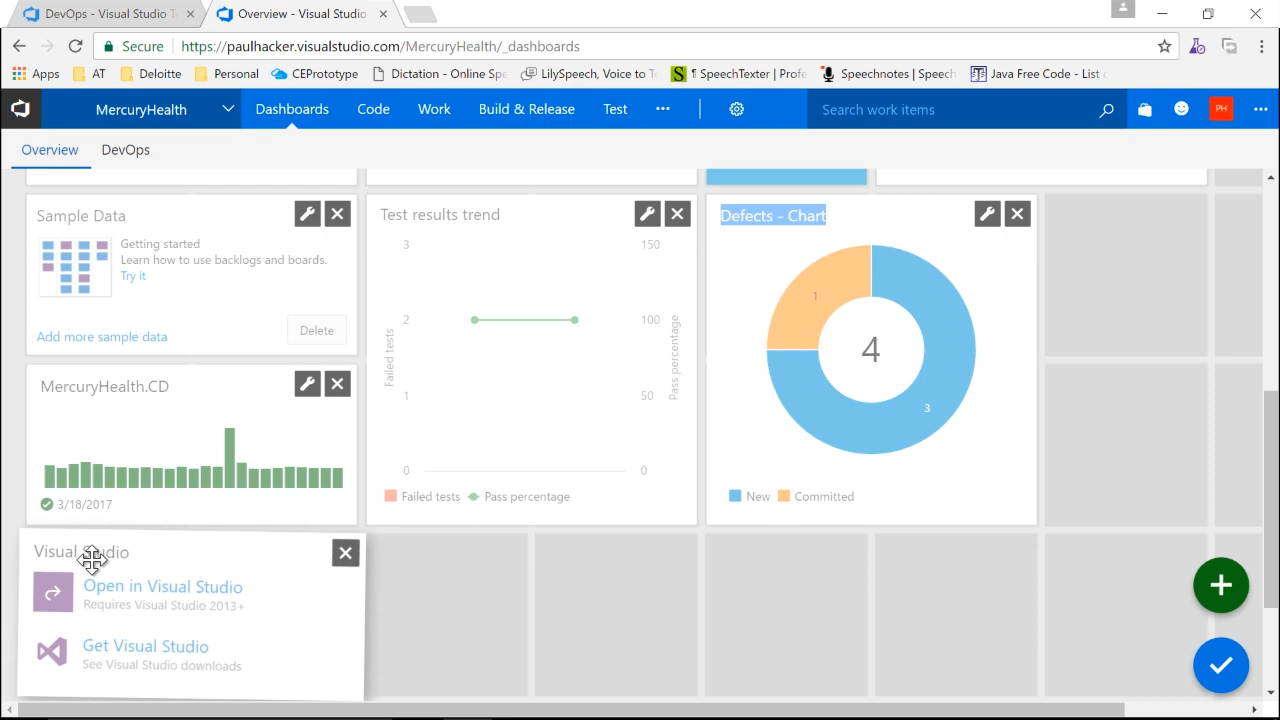 DevOps - Visual Studio T
Overview - Visual Studio
Secure
https://paulhacker.visualstudio.com/MercuryHealth/_dashboards
Apps
AT
Deloitte
Personal
CEPrototype
Dictation - Online Spe
LilySpeech, Voice to T
¶ SpeechTexter | Profe
Speechnotes | Speech
Java Free Code - List
MercuryHealth
Dashboards
Code
Work
Build & Release
Test
Search work items
PH
Overview
DevOps
Sample Data
Getting started
Learn how to use backlogs and boards.
Try it
Add more sample data
Delete
Test results trend
3
150
2
100
1
50
0
0
Failed tests
Pass percentage
Failed tests
Pass percentage
Defects - Chart
1
4
3
New
Committed
MercuryHealth.CD
3/18/2017
Visual Studio
Open in Visual Studio
Requires Visual Studio 2013+
Get Visual Studio
See Visual Studio downloads